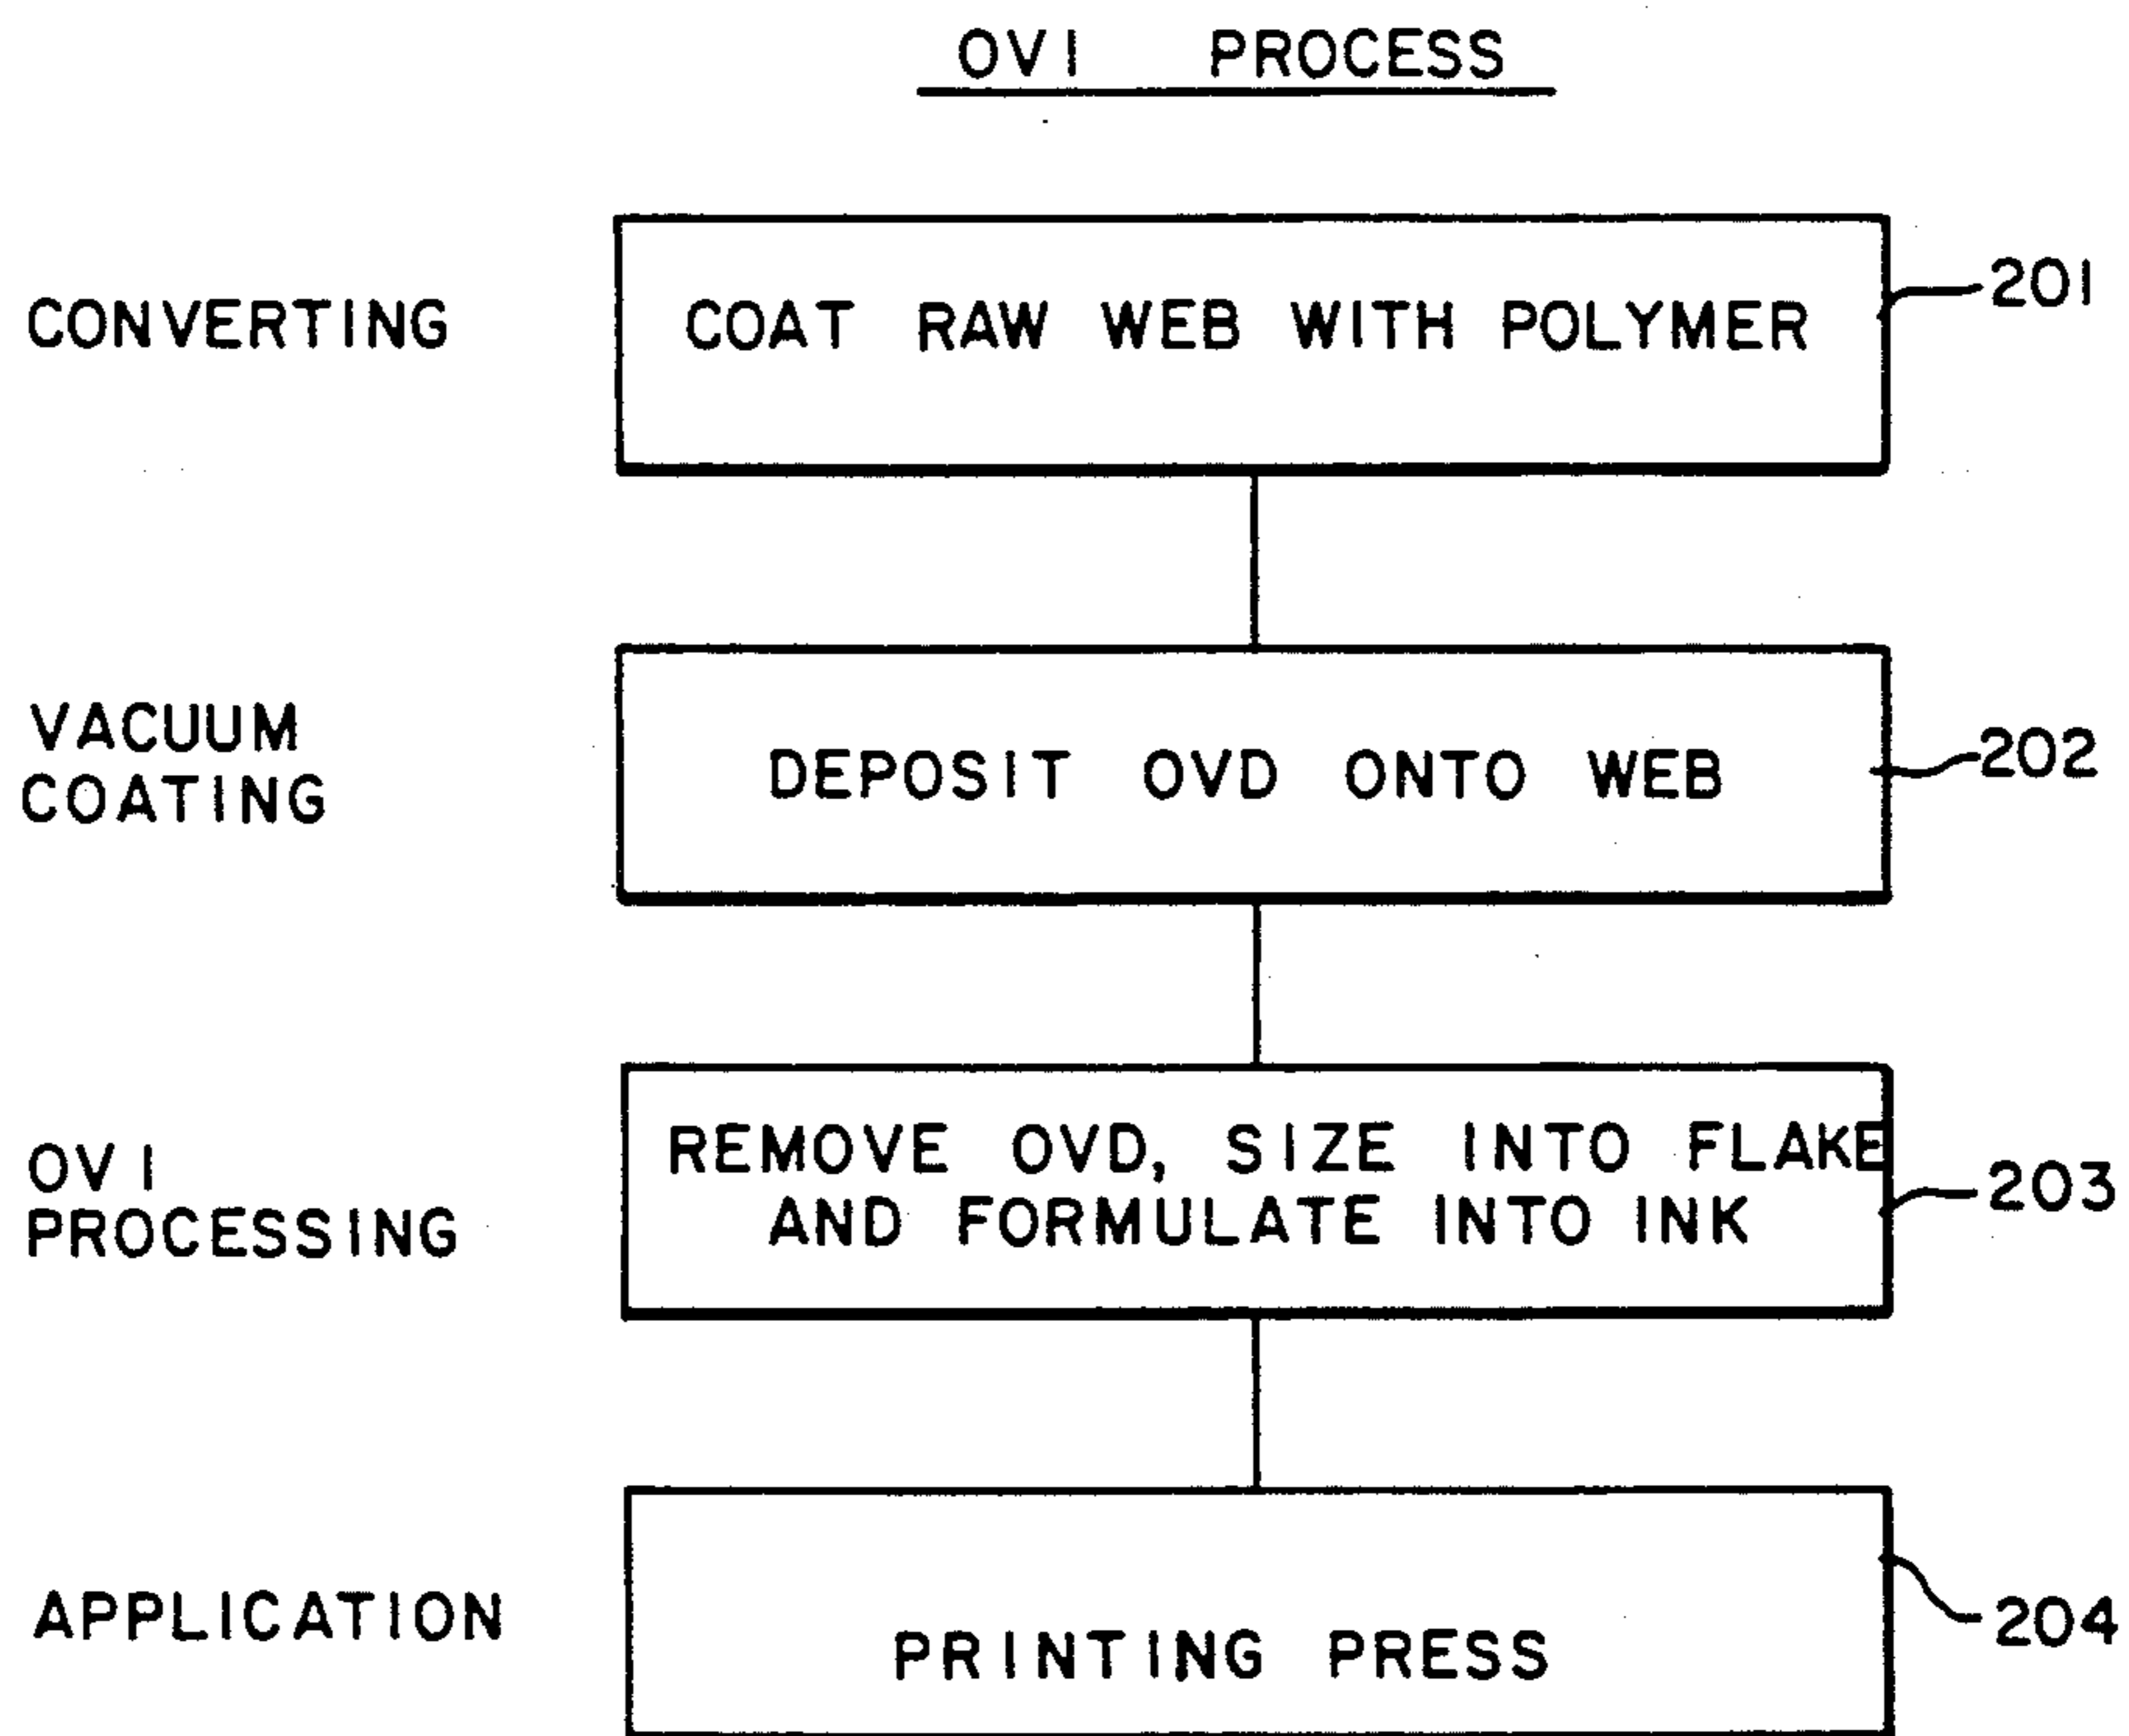 OVI PROCESS
CONVERTING
COAT RAW WEB WITH POLYMER
201
VACUUM
COATING
DEPOSIT OVD ONTO WEB
202
OVI
PROCESSING
REMOVE OVD, SIZE INTO FLAKE
AND FORMULATE INTO INK
203
APPLICATION
PRINTING PRESS
204